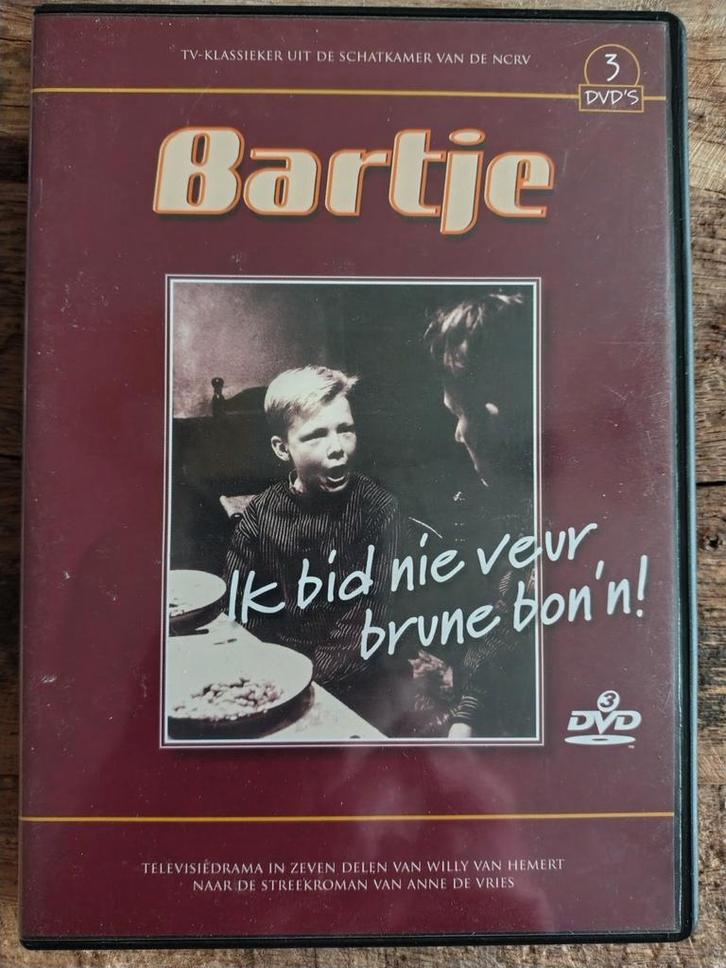 TV-KLASSIEKER UIT DE SCHATKAMER VAN DE NCRV
3
DVD'S
Bartje
Ik bid nie veur
brune bon'n!
3
DVD
TELEVISIEDRAMA IN ZEVEN DELEN VAN WILLY VAN HEMERT
NAAR DE STREEKROMAN VAN ANNE DE VRIES